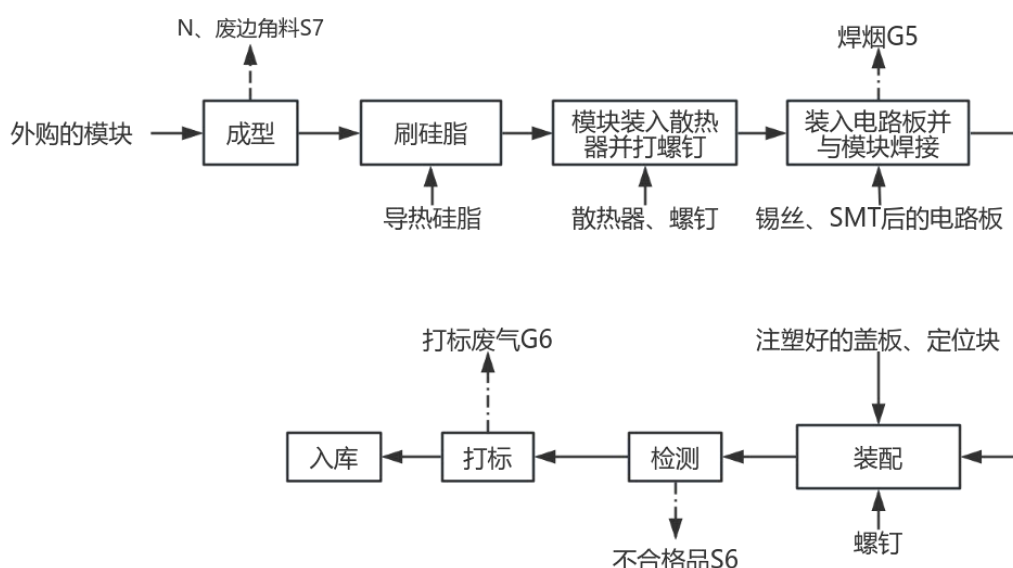 N、废边角料S7
焊烟G5
外购的模块
成型
刷硅脂
模块装入散热
器并打螺钉
装入电路板并
与模块焊接
导热硅脂
散热器、螺钉
锡丝、SMT后的电路板
打标废气G6
注塑好的盖板、定位块
入库
打标
检测
装配
螺钉
不合格品S6